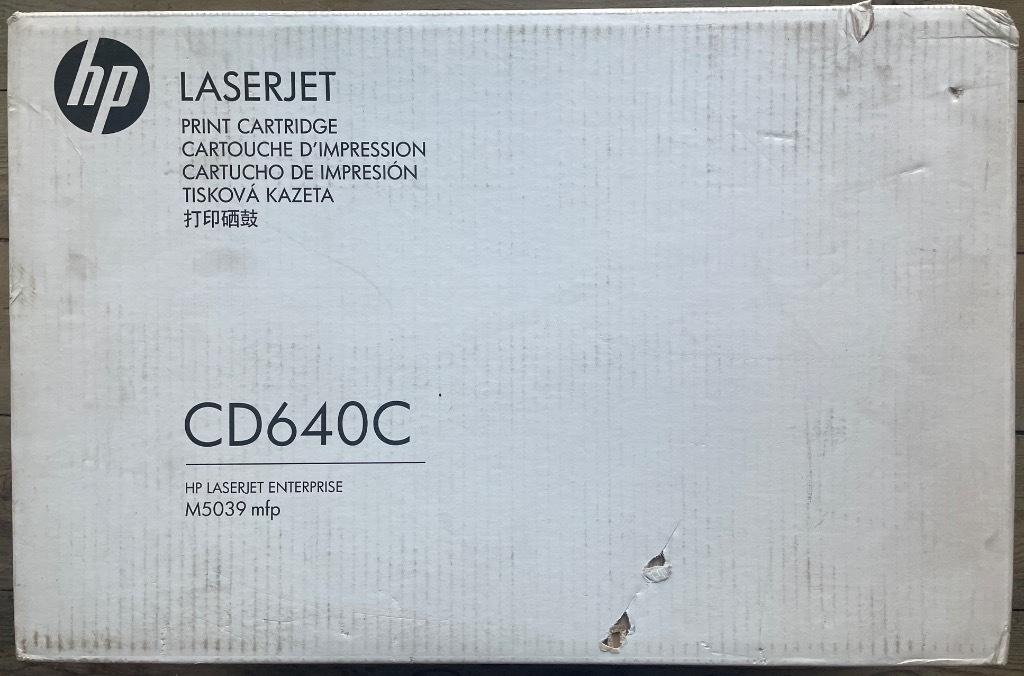 hp
LASERJET
PRINT CARTRIDGE
CARTOUCHE D'IMPRESSION
CARTUCHO DE IMPRESIÓN
TISKOVÁ KAZETA
打印硒鼓
CD640C
HP LASERJET ENTERPRISE
M5039 mfp